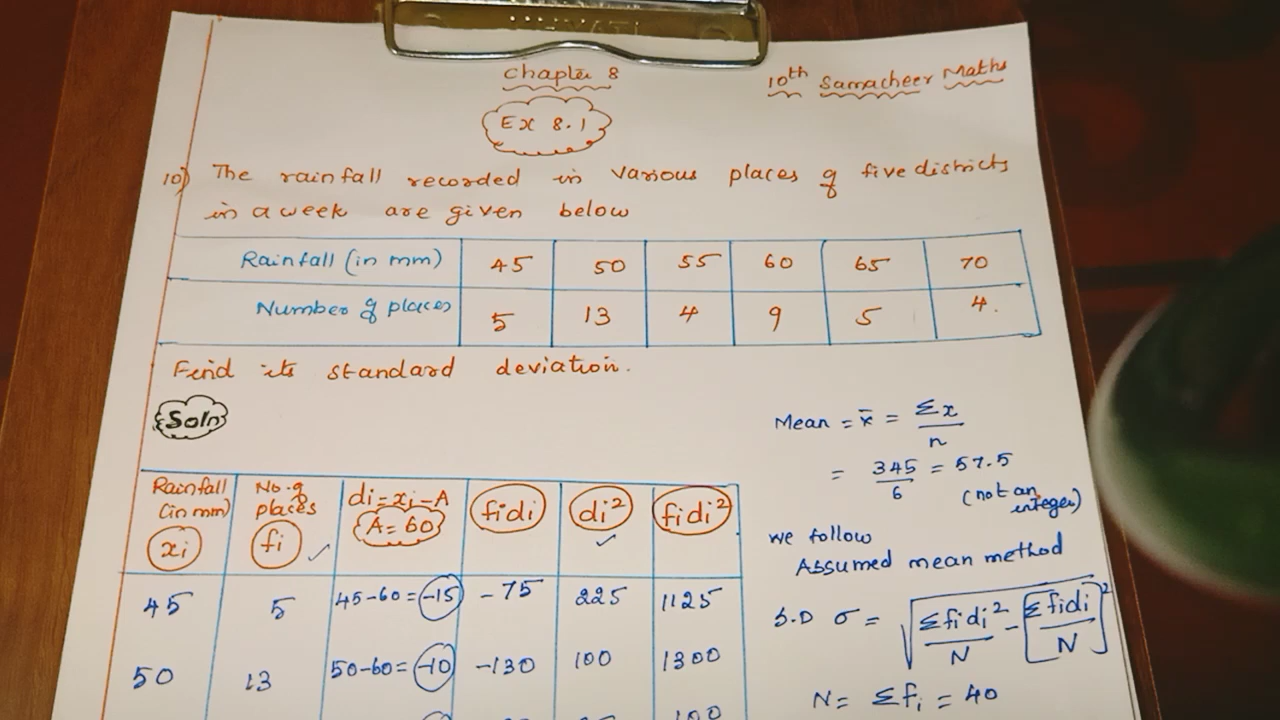 Chapter 8
10th Samacheer Maths
Ex 8.1
10) The rainfall recorded in various places of five districts
in a week are given below
Rainfall (in mm) 45 50 55 60 65 70
Number of places 5 13 4 9 5 4.
Find its standard deviation.
Soln
Rainfall (in mm) xi No. of places fi di = xi - A A = 60 fidi di² fidi²
45 5 45-60 = -15 -75 225 1125
50 13 50-60 = -10 -130 100 1300
100
Mean = x̄ = Σx/n
= 345/6 = 57.5
(not an integer)
we follow
Assumed mean method
S.D σ = √(Σfidi²/N - [Σfidi/N]²)
N = Σfi = 40